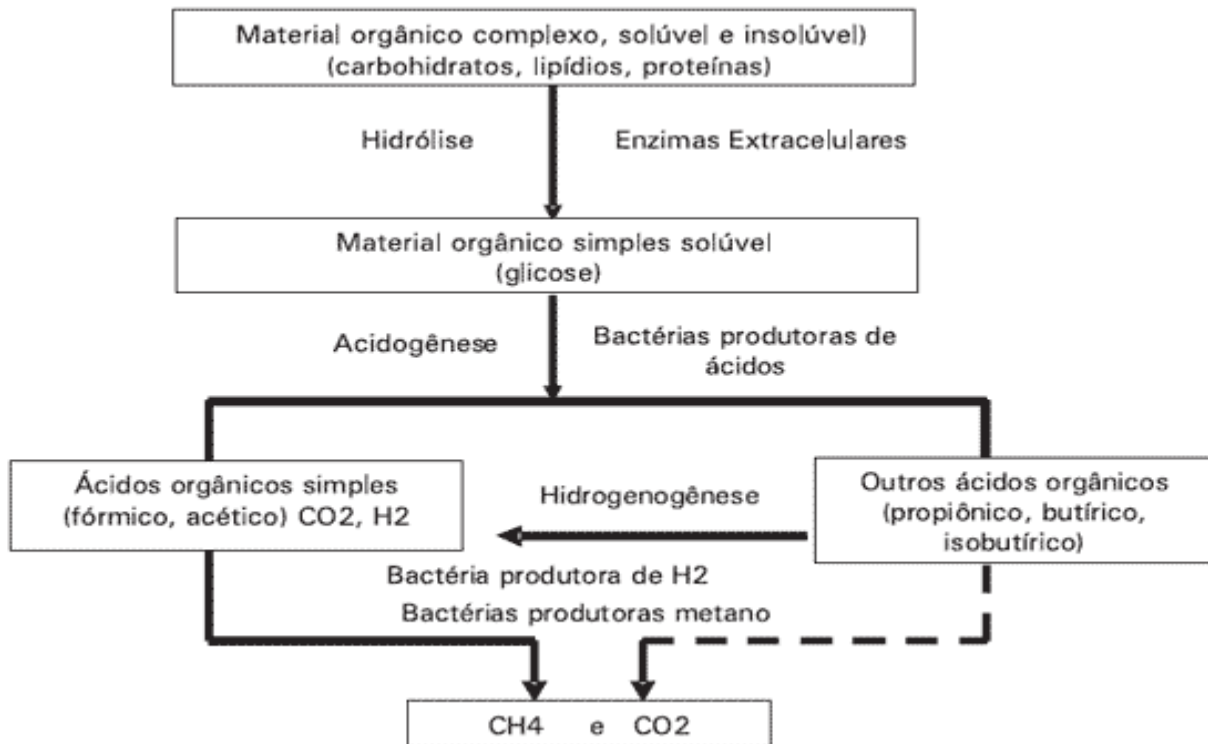 Material orgânico complexo, solúvel e insolúvel)
(carbohidratos, lipídios, proteínas)
Hidrólise
Enzimas Extracelulares
Material orgânico simples solúvel
(glicose)
Acidogênese
Bactérias produtoras de
ácidos
Ácidos orgânicos simples
(fórmico, acético) CO2, H2
Hidrogenogênese
Outros ácidos orgânicos
(propiônico, butírico,
isobutírico)
Bactéria produtora de H2
Bactérias produtoras metano
CH4 e CO2